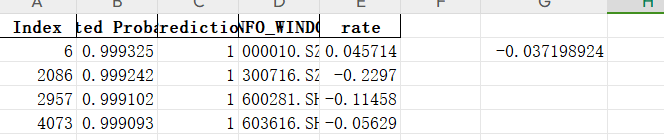 A B C D E F G H
Index ted Proba redictio NFO_WINDO rate
6 0.999325 1 000010.SZ 0.045714 -0.037198924
2086 0.999242 1 300716.SZ -0.2297
2957 0.999102 1 600281.SH -0.11458
4073 0.999093 1 603616.SH -0.05629